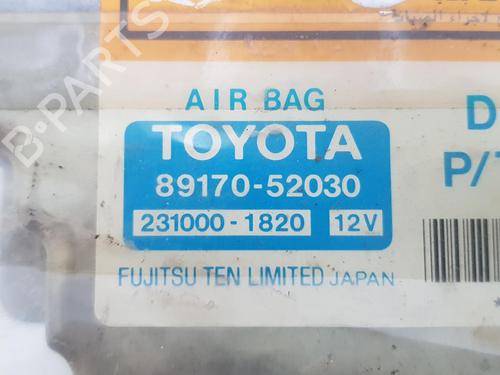 AIR BAG
TOYOTA
89170-52030
231000-1820 12V
FUJITSU TEN LIMITED JAPAN
D
P/
B-PARTS